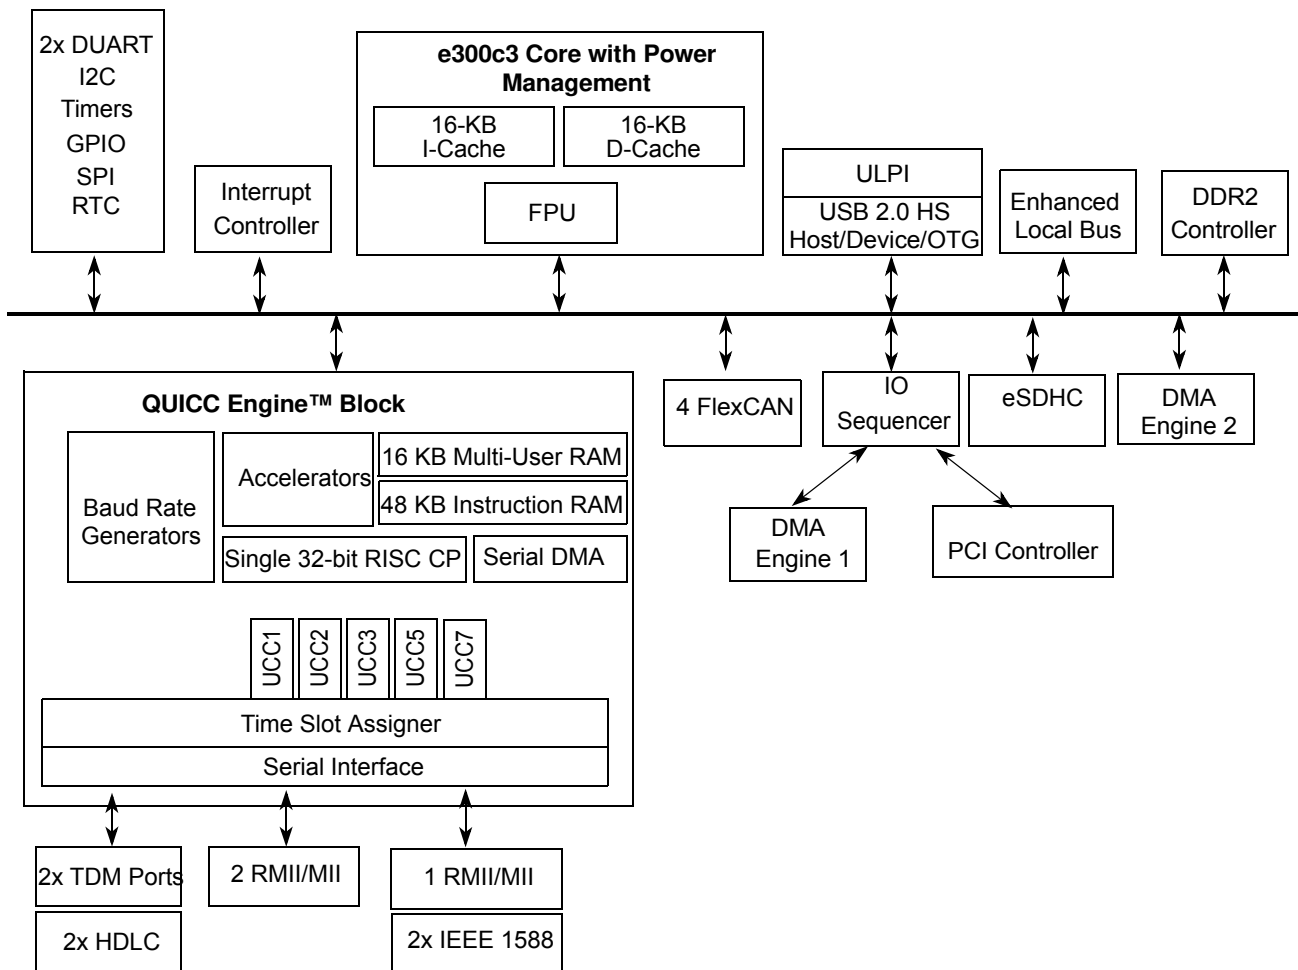 2x DUART
I2C
Timers
GPIO
SPI
RTC
Interrupt
Controller
e300c3 Core with Power
Management
16-KB
I-Cache
16-KB
D-Cache
FPU
ULPI
USB 2.0 HS
Host/Device/OTG
Enhanced
Local Bus
DDR2
Controller
QUICC Engine™ Block
Baud Rate
Generators
Accelerators
16 KB Multi-User RAM
48 KB Instruction RAM
Single 32-bit RISC CP
Serial DMA
UCC1
UCC2
UCC3
UCC5
UCC7
Time Slot Assigner
Serial Interface
4 FlexCAN
IO
Sequencer
eSDHC
DMA
Engine 2
DMA
Engine 1
PCI Controller
2x TDM Ports
2x HDLC
2 RMII/MII
1 RMII/MII
2x IEEE 1588